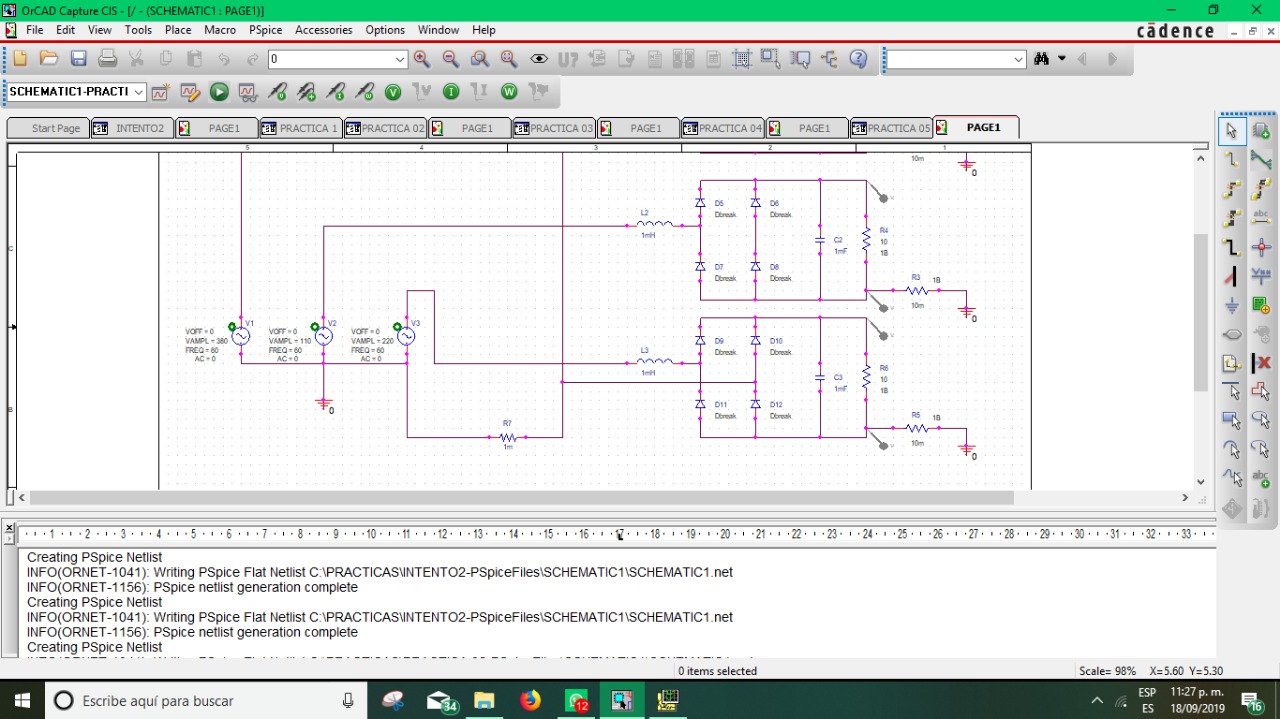 OrCAD Capture CIS - [/ - (SCHEMATIC1 : PAGE1)]
File Edit View Tools Place Macro PSpice Accessories Options Window Help
cādence
0
U?
SCHEMATIC1-PRACTI
V I W
Start Page INTENTO2 PAGE1 PRACTICA 1 PRACTICA 02 PAGE1 PRACTICA 03 PAGE1 PRACTICA 04 PAGE1 PRACTICA 05 PAGE1
5 4 3 2 1
10m
0
C
D5
Dbreak
D6
Dbreak
L2
1mH
C2
1mF
R4
10
1B
D7
Dbreak
D8
Dbreak
R3
1B
10m
0
V1
VOFF = 0
VAMPL = 380
FREQ = 60
AC = 0
V2
VOFF = 0
VAMPL = 110
FREQ = 60
AC = 0
V3
VOFF = 0
VAMPL = 220
FREQ = 60
AC = 0
0
D9
Dbreak
D10
Dbreak
L3
1mH
C3
1mF
R6
10
1B
D11
Dbreak
D12
Dbreak
R5
1B
10m
0
B
R7
1m
1 2 3 4 5 6 7 8 9 10 11 12 13 14 15 16 17 18 19 20 21 22 23 24 25 26 27 28 29 30 31 32 33
Creating PSpice Netlist
INFO(ORNET-1041): Writing PSpice Flat Netlist C:\PRACTICAS\INTENTO2-PSpiceFiles\SCHEMATIC1\SCHEMATIC1.net
INFO(ORNET-1156): PSpice netlist generation complete
Creating PSpice Netlist
INFO(ORNET-1041): Writing PSpice Flat Netlist C:\PRACTICAS\INTENTO2-PSpiceFiles\SCHEMATIC1\SCHEMATIC1.net
INFO(ORNET-1156): PSpice netlist generation complete
Creating PSpice Netlist
0 items selected
Scale= 98% X=5.60 Y=5.30
Escribe aquí para buscar
34
12
ESP
ES
11:27 p. m.
18/09/2019
16